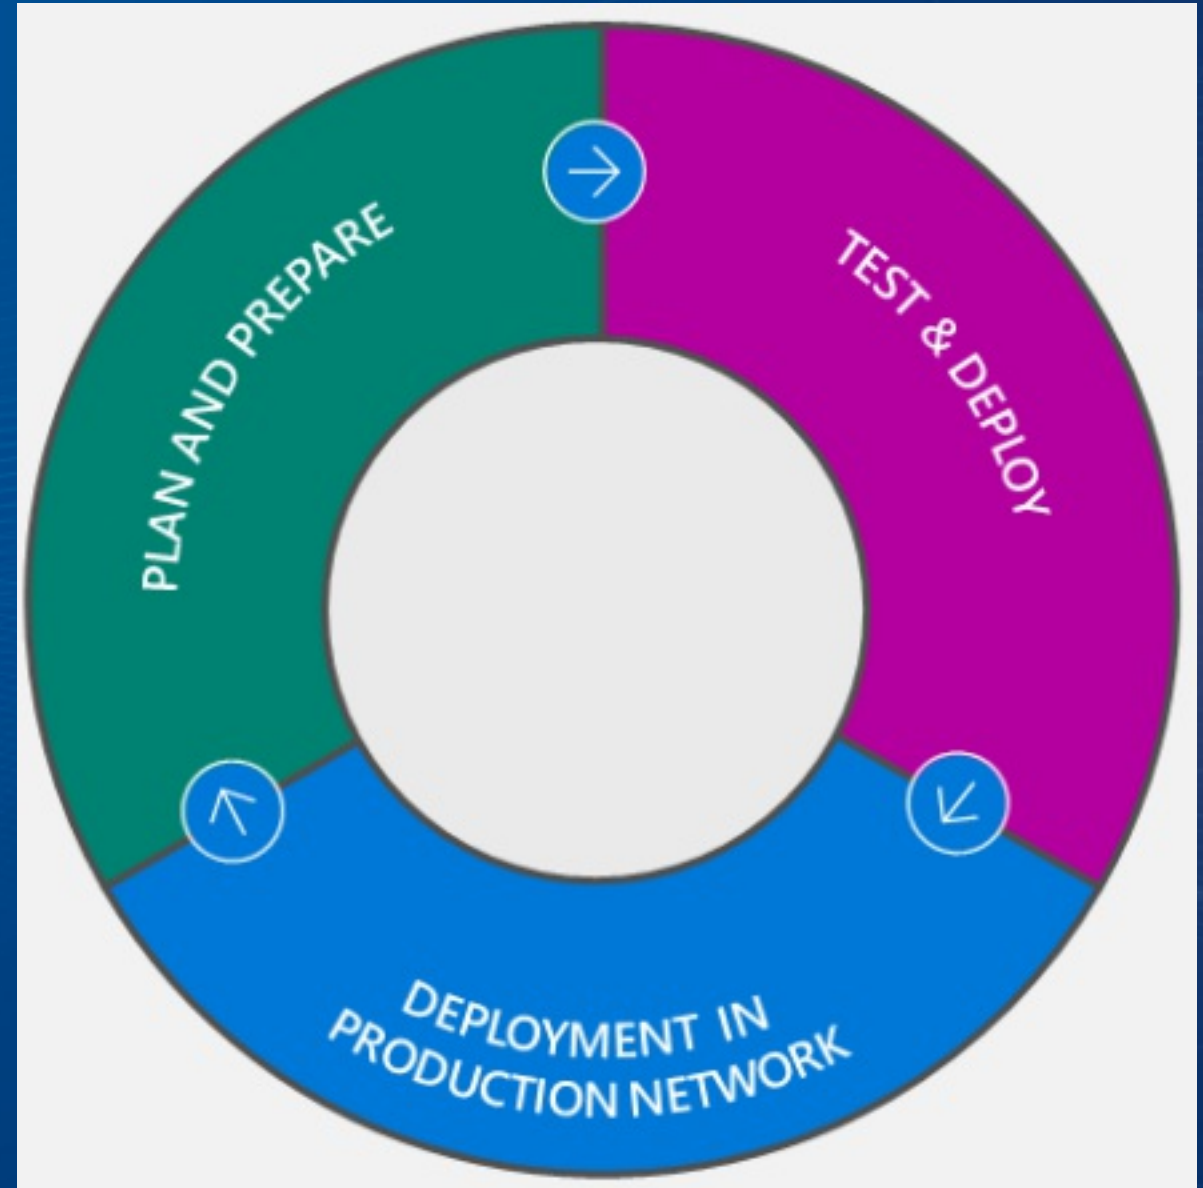 PLAN AND PREPARE
TEST & DEPLOY
DEPLOYMENT IN
PRODUCTION NETWORK